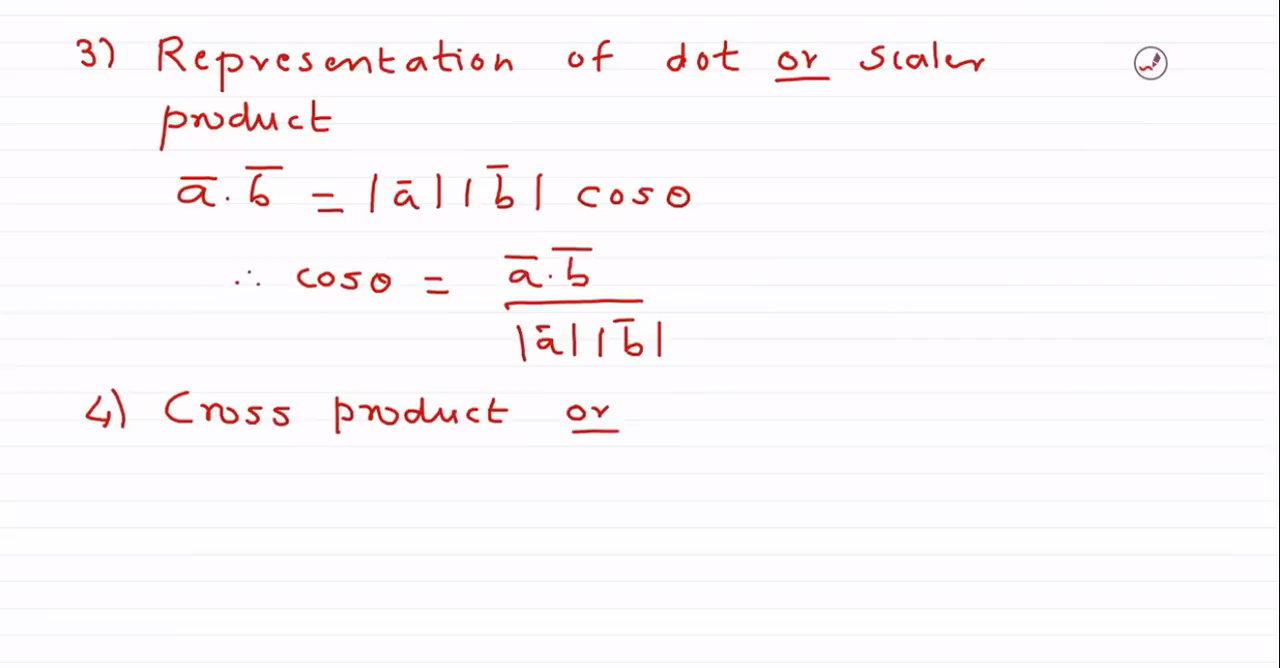 3) Representation of dot or scaler
product
a̅.b̅ = |a̅||b̅| cosθ
∴ cosθ = a̅.b̅
|a̅||b̅|
4) Cross product or